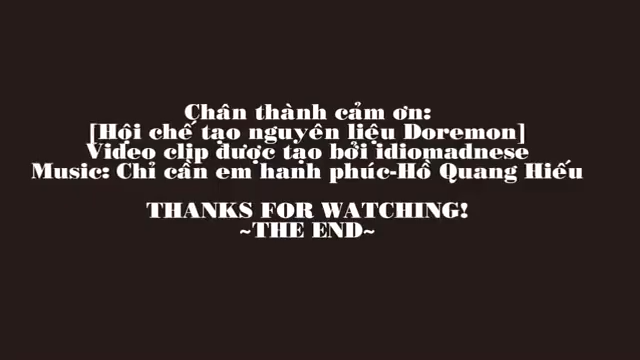 Chân thành cảm ơn:
[Hội chế tạo nguyên liệu Doremon]
Video clip được tạo bởi idiomadnese
Music: Chỉ cần em hanh phúc-Hồ Quang Hiếu
THANKS FOR WATCHING!
~THE END~